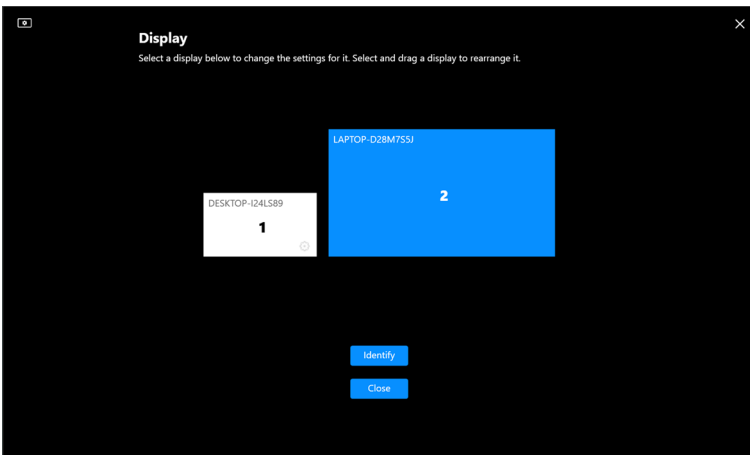 Display
Select a display below to change the settings for it. Select and drag a display to rearrange it.
LAPTOP-D28M7S5J
2
DESKTOP-I24LS89
1
Identify
Close